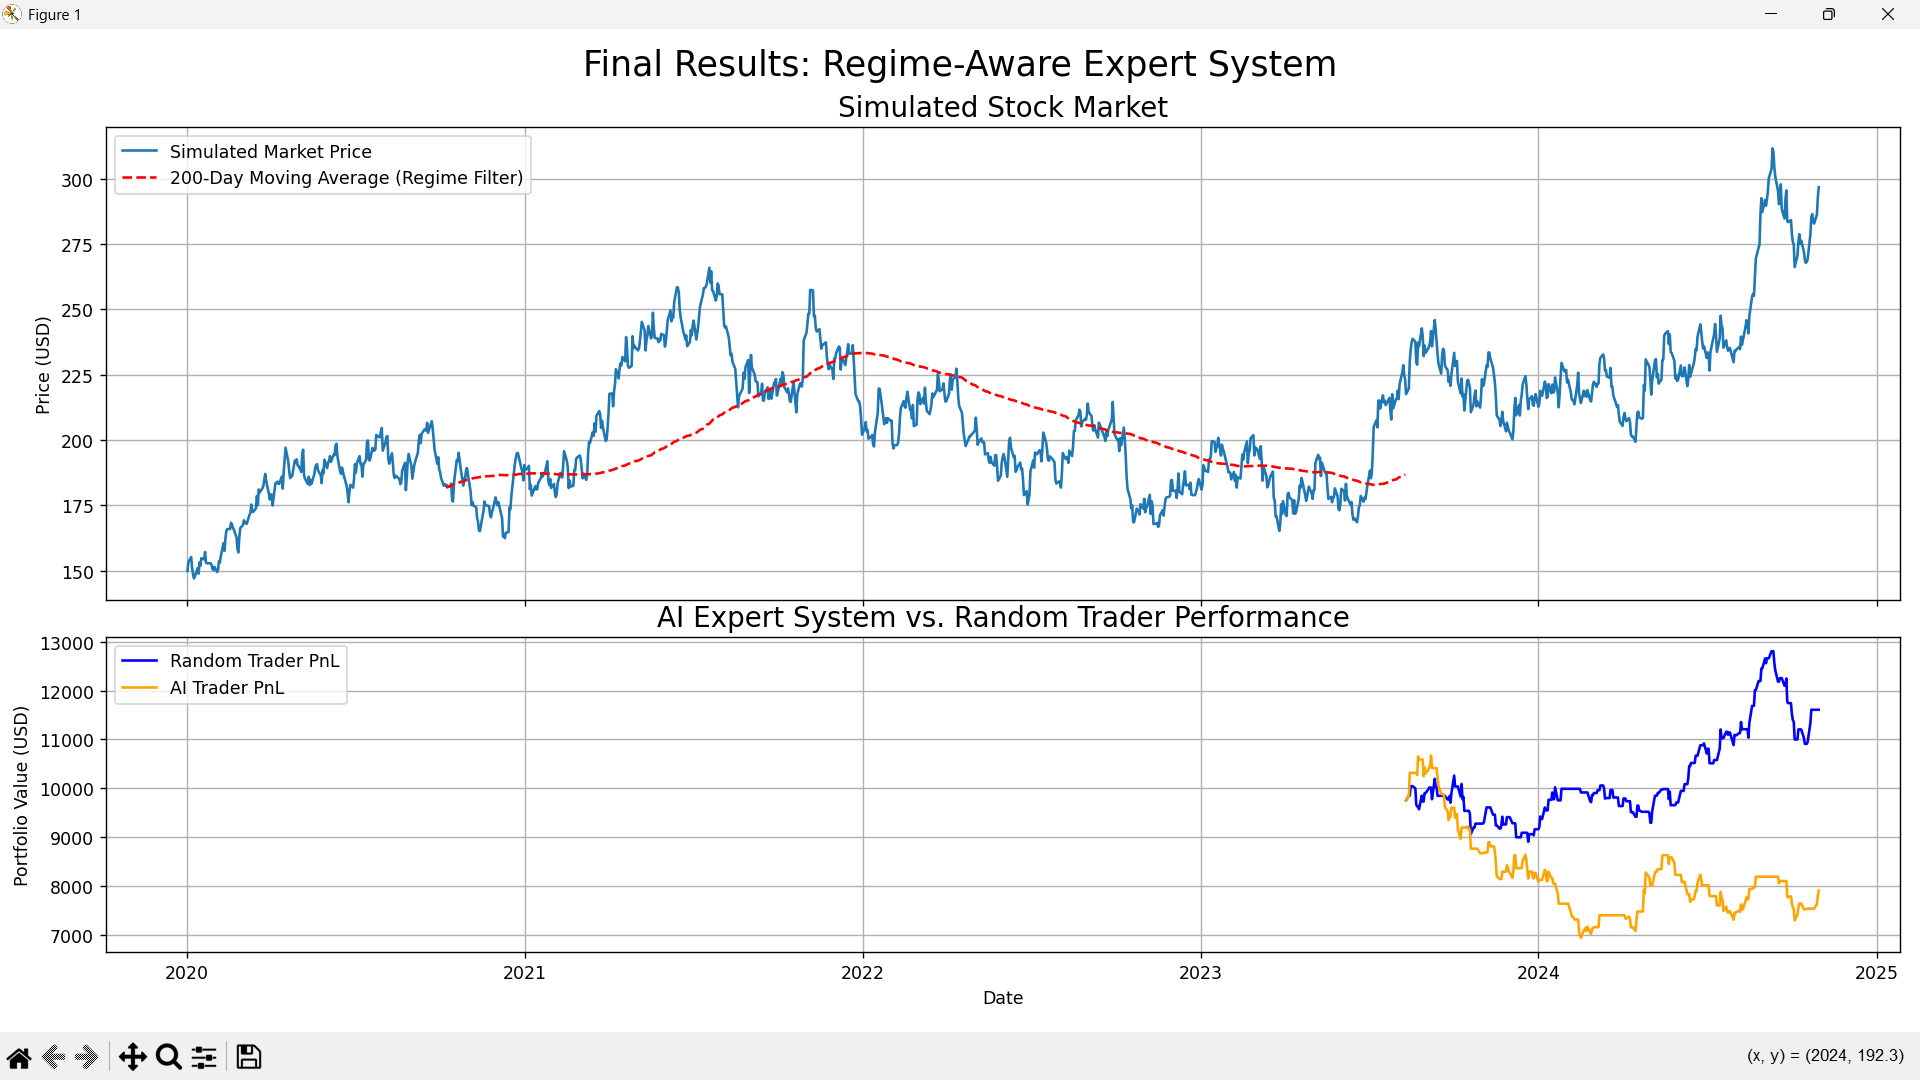 Figure 1
Final Results: Regime-Aware Expert System
Simulated Stock Market
Simulated Market Price
200-Day Moving Average (Regime Filter)
300
275
250
225
200
175
150
Price (USD)
AI Expert System vs. Random Trader Performance
Random Trader PnL
AI Trader PnL
13000
12000
11000
10000
9000
8000
7000
Portfolio Value (USD)
2020
2021
2022
2023
2024
2025
Date
(x, y) = (2024, 192.3)